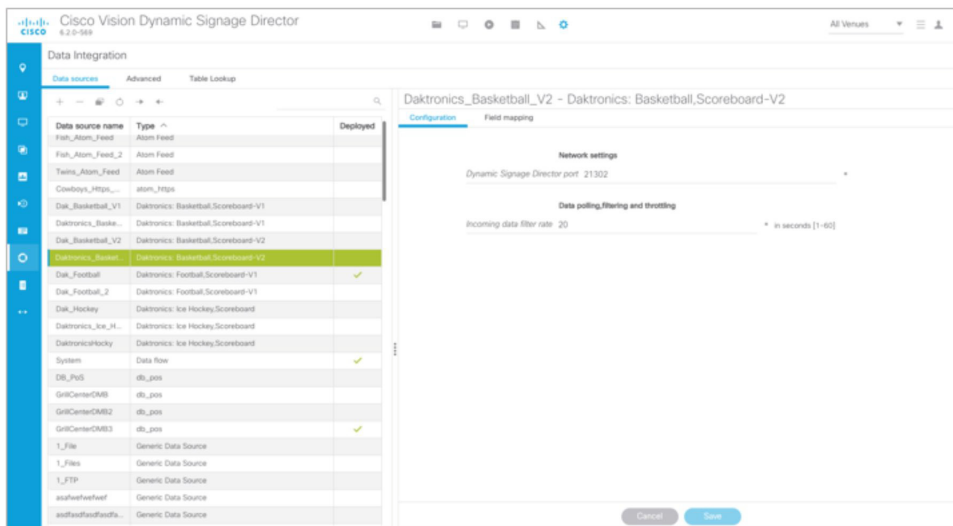 CISCO
Cisco Vision Dynamic Signage Director
6.2.0-569
All Venues
Data Integration
Data sources
Advanced
Table Lookup
Data source name
Type
Deployed
Fish_Atom_Feed
Atom Feed
Fish_Atom_Feed_2
Atom Feed
Twins_Atom_Feed
Atom Feed
Cowboys_Https_...
atom_https
Dak_Basketball_V1
Daktronics: Basketball,Scoreboard-V1
Daktronics_Baske...
Daktronics: Basketball,Scoreboard-V1
Dak_Basketball_V2
Daktronics: Basketball,Scoreboard-V2
Daktronics_Basket...
Daktronics: Basketball,Scoreboard-V2
Dak_Football
Daktronics: Football,Scoreboard-V1
Dak_Football_2
Daktronics: Football,Scoreboard-V1
Dak_Hockey
Daktronics: Ice Hockey,Scoreboard
Daktronics_Ice_H...
Daktronics: Ice Hockey,Scoreboard
DaktronicsHocky
Daktronics: Ice Hockey,Scoreboard
System
Data flow
DB_PoS
db_pos
GrillCenterDMB
db_pos
GrillCenterDMB2
db_pos
GrillCenterDMB3
db_pos
1_File
Generic Data Source
1_Files
Generic Data Source
1_FTP
Generic Data Source
asafwefwefwef
Generic Data Source
asdfasdfasdfasdfa...
Generic Data Source
Daktronics_Basketball_V2 - Daktronics: Basketball,Scoreboard-V2
Configuration
Field mapping
Network settings
Dynamic Signage Director port 21302 *
Data polling,filtering and throttling
Incoming data filter rate 20 * in seconds [1-60]
Cancel
Save